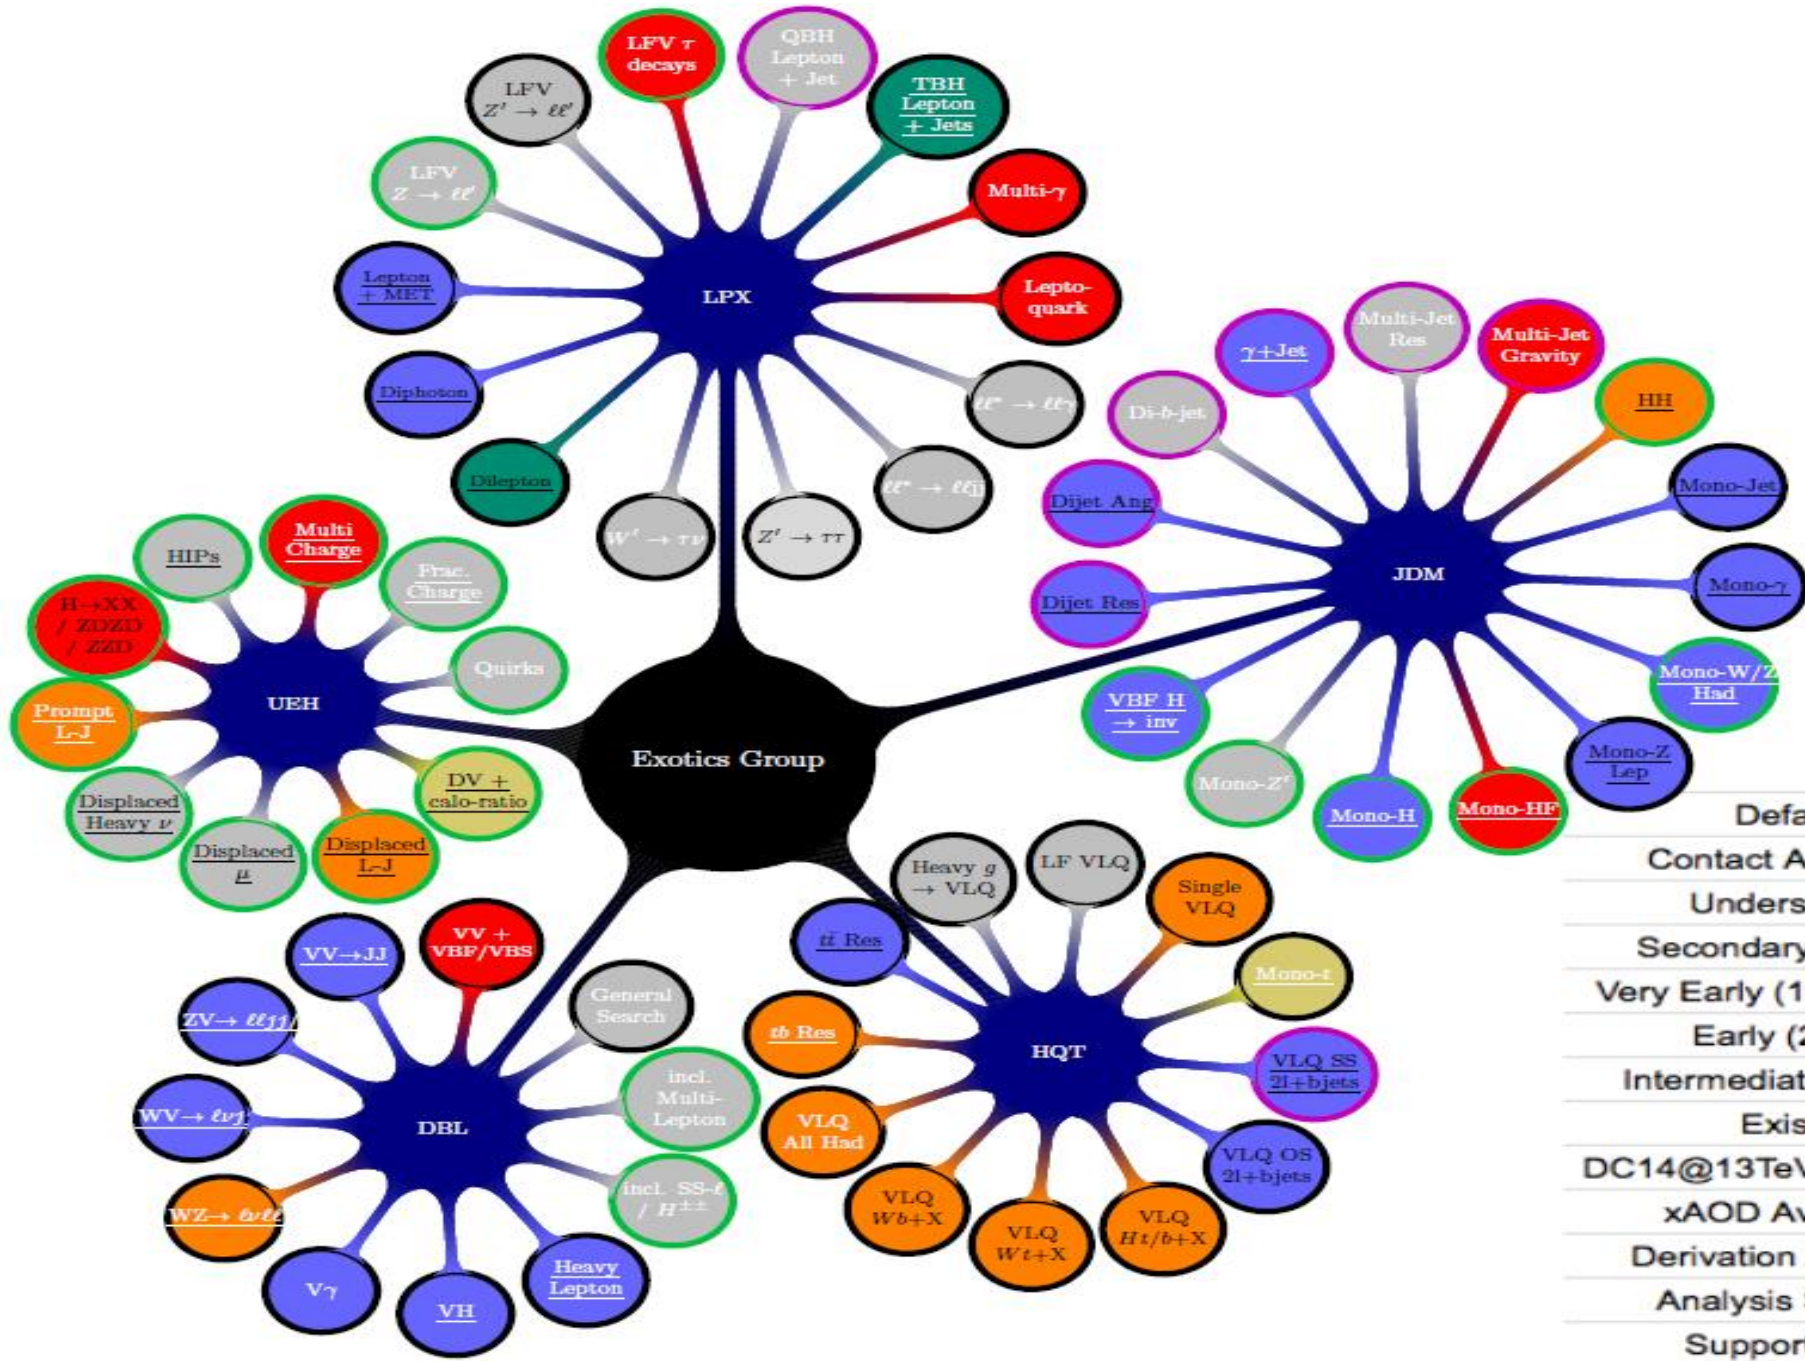 LFV τ
decays
QBH
Lepton
+ Jet
TBH
Lepton
+ Jets
LFV
Z′ → ℓℓ′
LFV
Z → ℓℓ′
Multi-γ
Lepton
+ MET
LPX
Lepto-
quark
Diphoton
ℓℓ* → ℓℓγ
Dilepton
ℓℓ* → ℓℓjj
W′ → τν
Z′ → ττ
Multi-Jet
Res
Multi-Jet
Gravity
γ+Jet
HH
Di-b-jet
Mono-Jet
Dijet Ang
JDM
Mono-γ
Dijet Res
Mono-W/Z
Had
VBF H
→ inv
Mono-Z
Lep
Mono-Z′
Mono-H
Mono-HF
Multi
Charge
HIPs
Frac.
Charge
H→XX
/ ZDZD
/ ZZD
Quirks
UEH
Prompt
L-J
DV +
calo-ratio
Displaced
Heavy ν
Displaced
μ
Displaced
L-J
Exotics Group
Heavy g
→ VLQ
LF VLQ
Single
VLQ
tt̄ Res
Mono-t
tb Res
HQT
VLQ SS
2l+bjets
VLQ
All Had
VLQ OS
2l+bjets
VLQ
Wb+X
VLQ
Wt+X
VLQ
Ht/b+X
VV→JJ
VV +
VBF/VBS
General
Search
ZV→ ℓℓjj/
incl.
Multi-
Lepton
WV→ ℓνj
DBL
incl. SS-ℓ
/ H±±
WZ→ ℓνℓℓ
Heavy
Lepton
Vγ
VH
Defa
Contact A
Unders
Secondary
Very Early (1
Early (2
Intermediat
Exis
DC14@13TeV
xAOD Av
Derivation
Analysis
Suppor